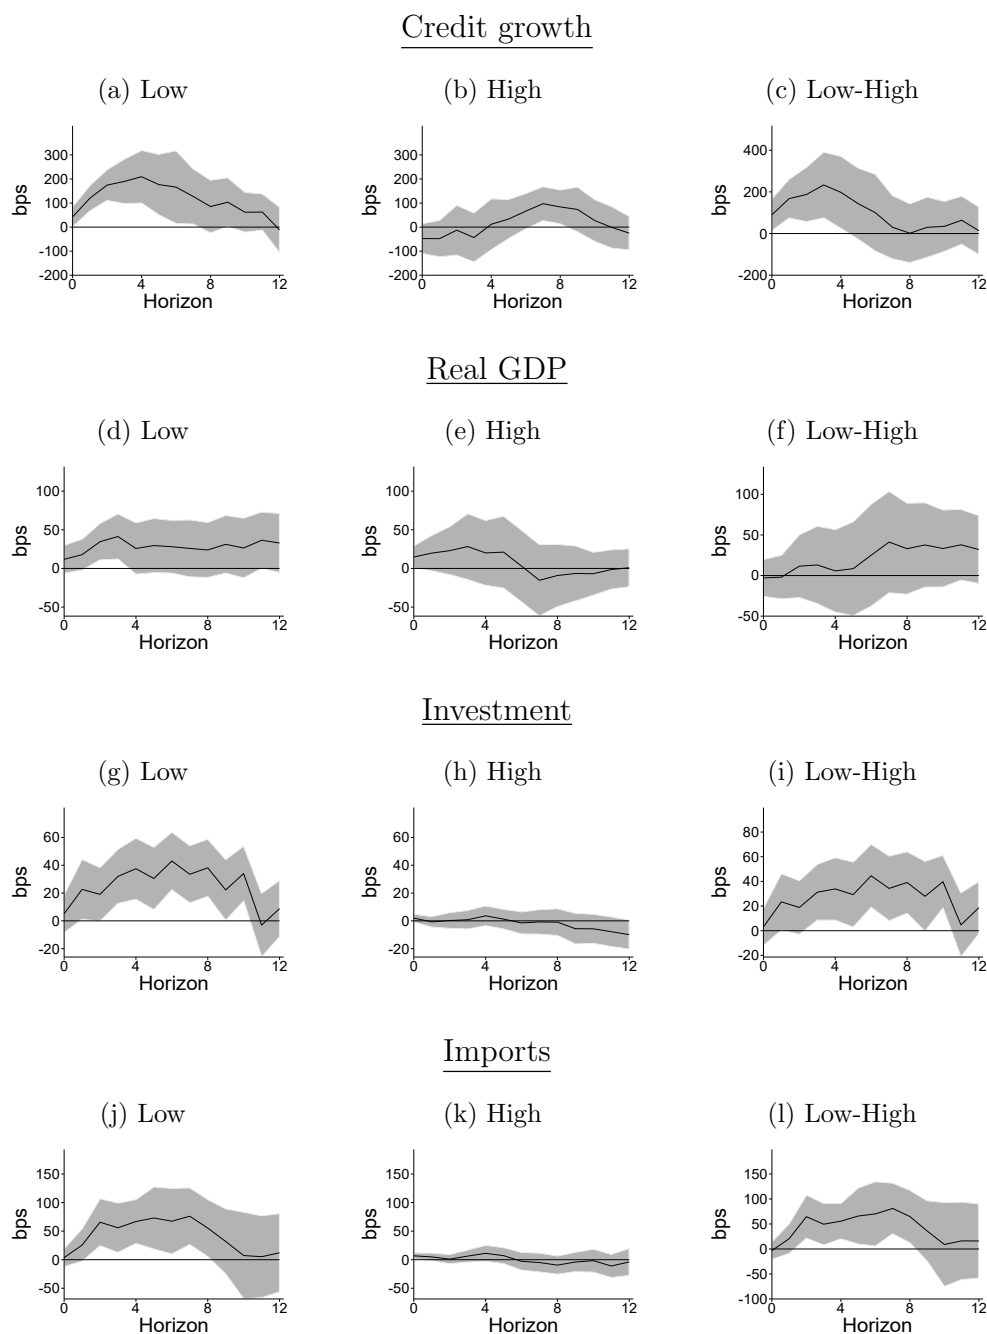 Credit growth
(a) Low
(b) High
(c) Low-High
bps
300
200
100
0
-100
-200
0
4
8
12
Horizon
bps
300
200
100
0
-100
-200
0
4
8
12
Horizon
bps
400
200
0
-200
0
4
8
12
Horizon
Real GDP
(d) Low
(e) High
(f) Low-High
bps
100
50
0
-50
0
4
8
12
Horizon
bps
100
50
0
-50
0
4
8
12
Horizon
bps
100
50
0
-50
0
4
8
12
Horizon
Investment
(g) Low
(h) High
(i) Low-High
bps
60
40
20
0
-20
0
4
8
12
Horizon
bps
60
40
20
0
-20
0
4
8
12
Horizon
bps
80
60
40
20
0
-20
0
4
8
12
Horizon
Imports
(j) Low
(k) High
(l) Low-High
bps
150
100
50
0
-50
0
4
8
12
Horizon
bps
150
100
50
0
-50
0
4
8
12
Horizon
bps
150
100
50
0
-50
-100
0
4
8
12
Horizon